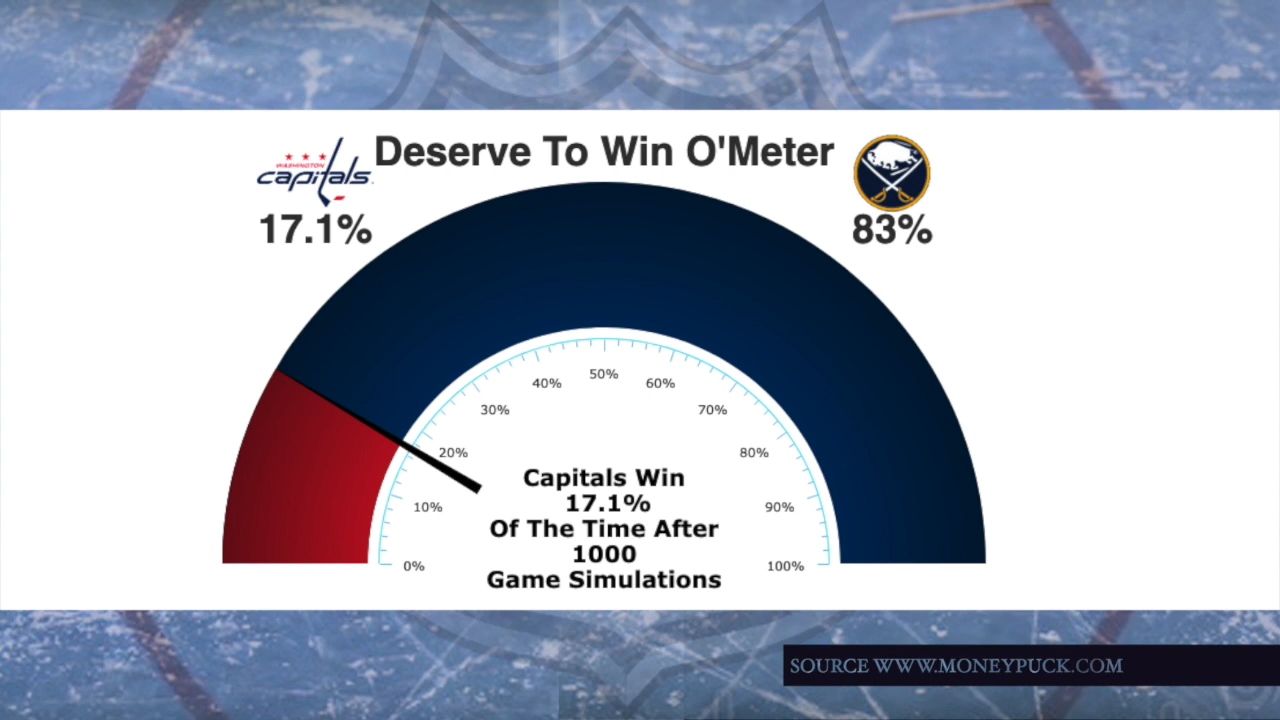 Deserve To Win O'Meter
WASHINGTON
capitals
17.1%
83%
50%
40%
60%
30%
70%
20%
80%
10%
90%
0%
100%
Capitals Win
17.1%
Of The Time After
1000
Game Simulations
SOURCE WWW.MONEYPUCK.COM